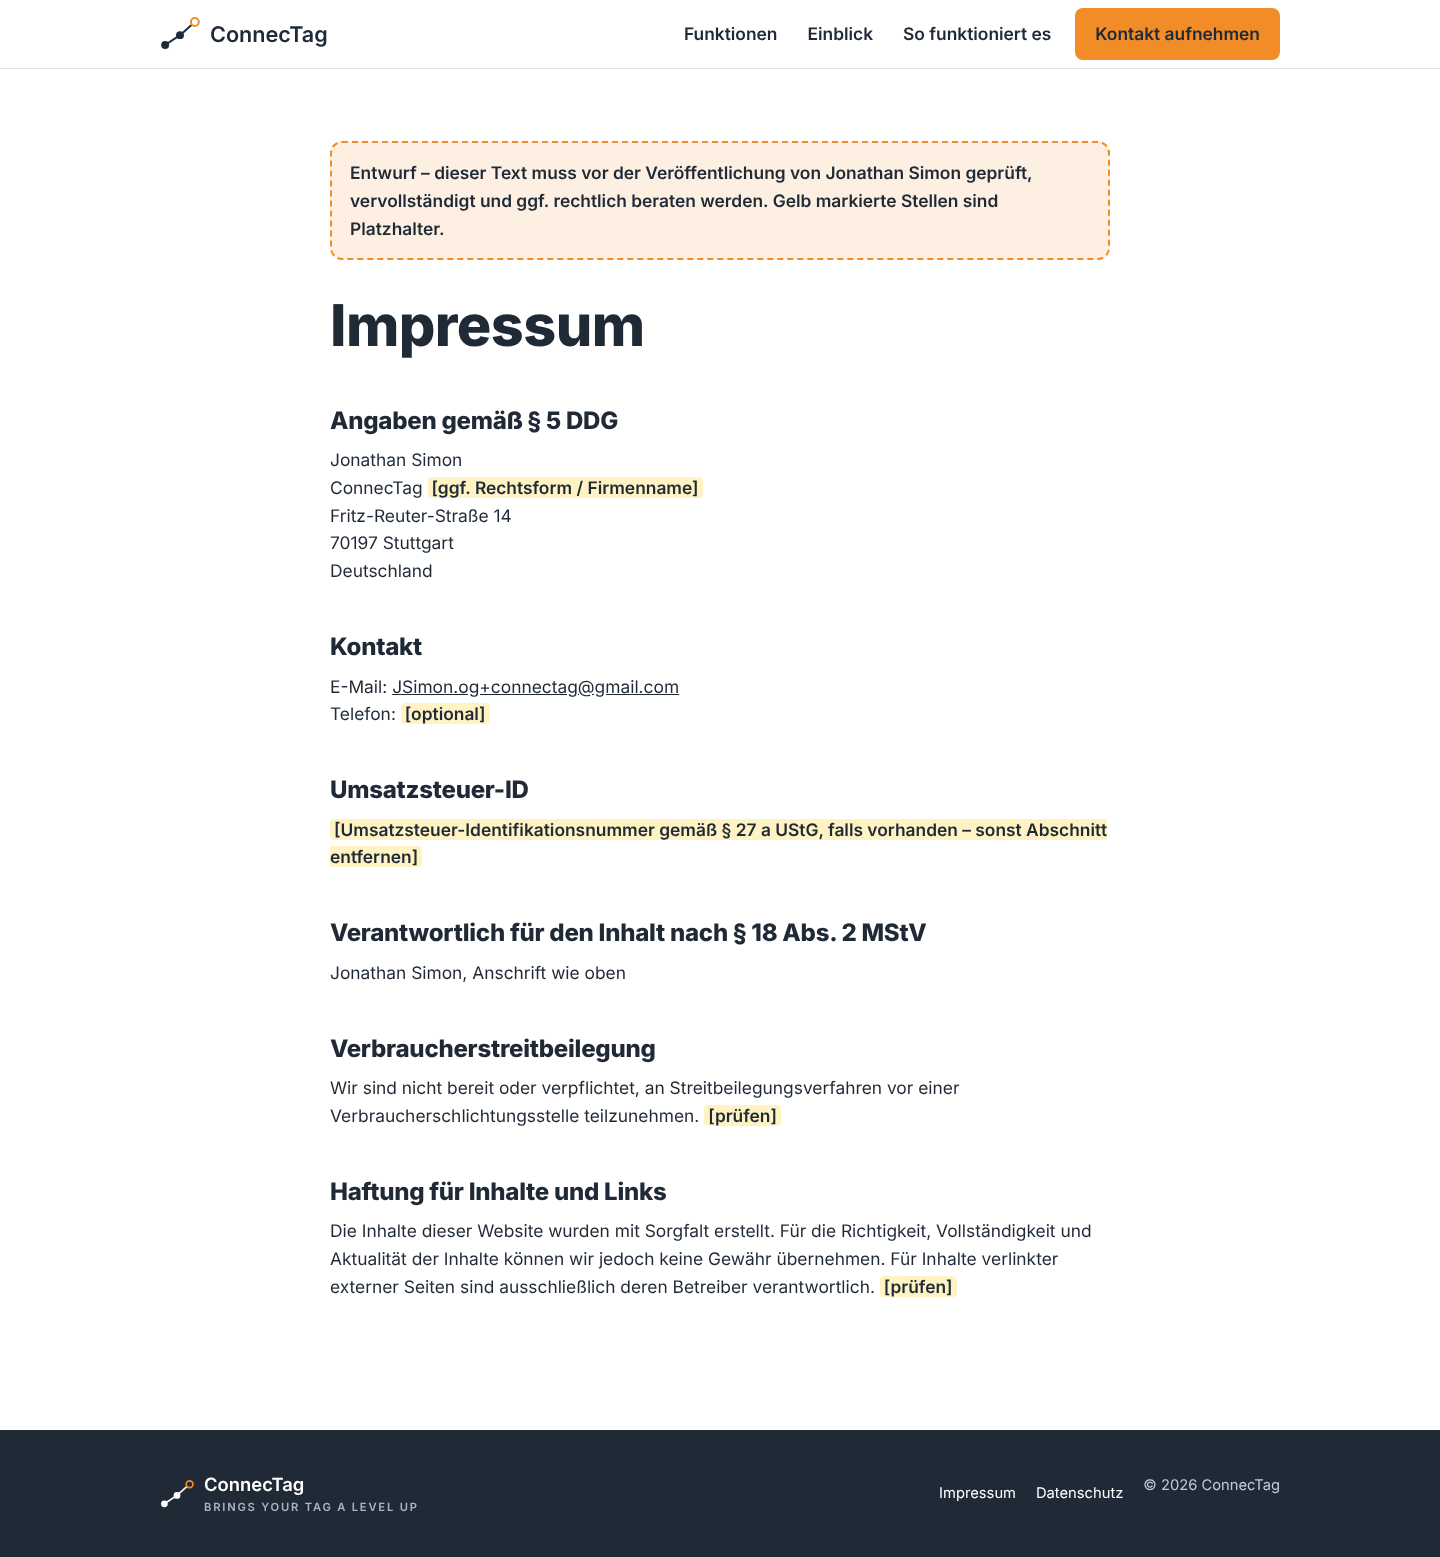 ConnecTag
Funktionen
Einblick
So funktioniert es
Kontakt aufnehmen
Entwurf – dieser Text muss vor der Veröffentlichung von Jonathan Simon geprüft,
vervollständigt und ggf. rechtlich beraten werden. Gelb markierte Stellen sind
Platzhalter.
Impressum
Angaben gemäß § 5 DDG
Jonathan Simon
ConnecTag [ggf. Rechtsform / Firmenname]
Fritz-Reuter-Straße 14
70197 Stuttgart
Deutschland
Kontakt
E-Mail: JSimon.og+connectag@gmail.com
Telefon: [optional]
Umsatzsteuer-ID
[Umsatzsteuer-Identifikationsnummer gemäß § 27 a UStG, falls vorhanden – sonst Abschnitt
entfernen]
Verantwortlich für den Inhalt nach § 18 Abs. 2 MStV
Jonathan Simon, Anschrift wie oben
Verbraucherstreitbeilegung
Wir sind nicht bereit oder verpflichtet, an Streitbeilegungsverfahren vor einer
Verbraucherschlichtungsstelle teilzunehmen. [prüfen]
Haftung für Inhalte und Links
Die Inhalte dieser Website wurden mit Sorgfalt erstellt. Für die Richtigkeit, Vollständigkeit und
Aktualität der Inhalte können wir jedoch keine Gewähr übernehmen. Für Inhalte verlinkter
externer Seiten sind ausschließlich deren Betreiber verantwortlich. [prüfen]
ConnecTag
BRINGS YOUR TAG A LEVEL UP
Impressum
Datenschutz
© 2026 ConnecTag